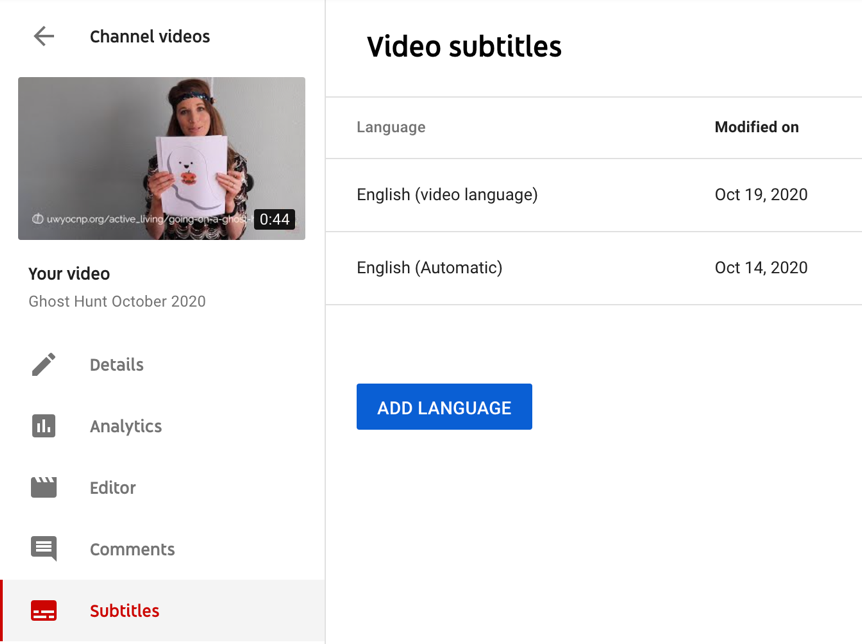 Channel videos
uwyocnp.org/active_living/going-on-a-ghost-
0:44
Your video
Ghost Hunt October 2020
Details
Analytics
Editor
Comments
Subtitles
Video subtitles
Language Modified on
English (video language) Oct 19, 2020
English (Automatic) Oct 14, 2020
ADD LANGUAGE